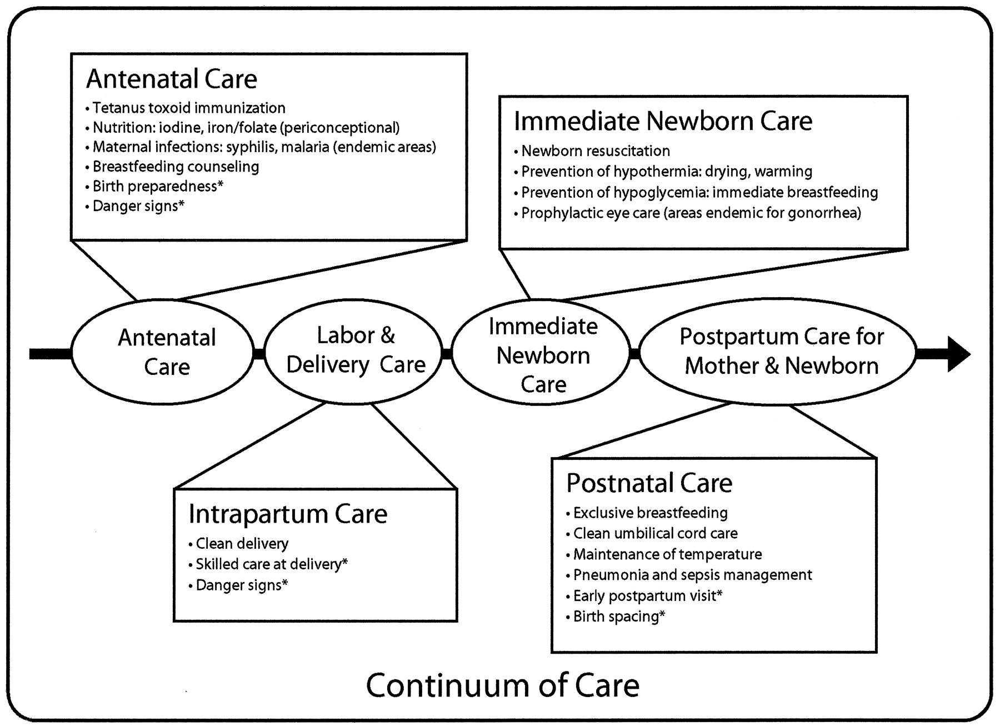 Antenatal Care
• Tetanus toxoid immunization
• Nutrition: iodine, iron/folate (periconceptional)
• Maternal infections: syphilis, malaria (endemic areas)
• Breastfeeding counseling
• Birth preparedness*
• Danger signs*
Immediate Newborn Care
• Newborn resuscitation
• Prevention of hypothermia: drying, warming
• Prevention of hypoglycemia: immediate breastfeeding
• Prophylactic eye care (areas endemic for gonorrhea)
Antenatal
Care
Labor &
Delivery Care
Immediate
Newborn
Care
Postpartum Care for
Mother & Newborn
Intrapartum Care
• Clean delivery
• Skilled care at delivery*
• Danger signs*
Postnatal Care
• Exclusive breastfeeding
• Clean umbilical cord care
• Maintenance of temperature
• Pneumonia and sepsis management
• Early postpartum visit*
• Birth spacing*
Continuum of Care